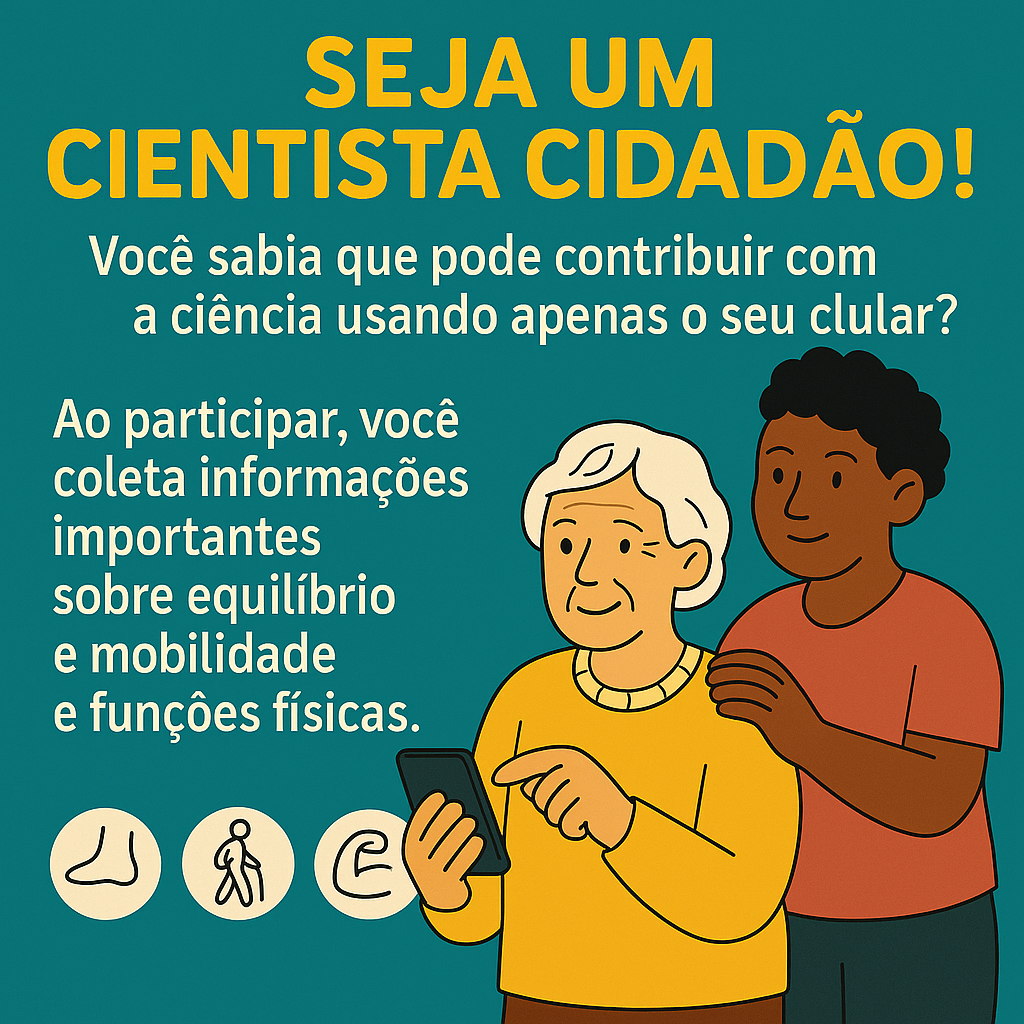 SEJA UM
CIENTISTA CIDADÃO!
Você sabia que pode contribuir com
a ciência usando apenas o seu clular?
Ao participar, você
coleta informações
importantes
sobre equilíbrio
e mobilidade
e funções físicas.